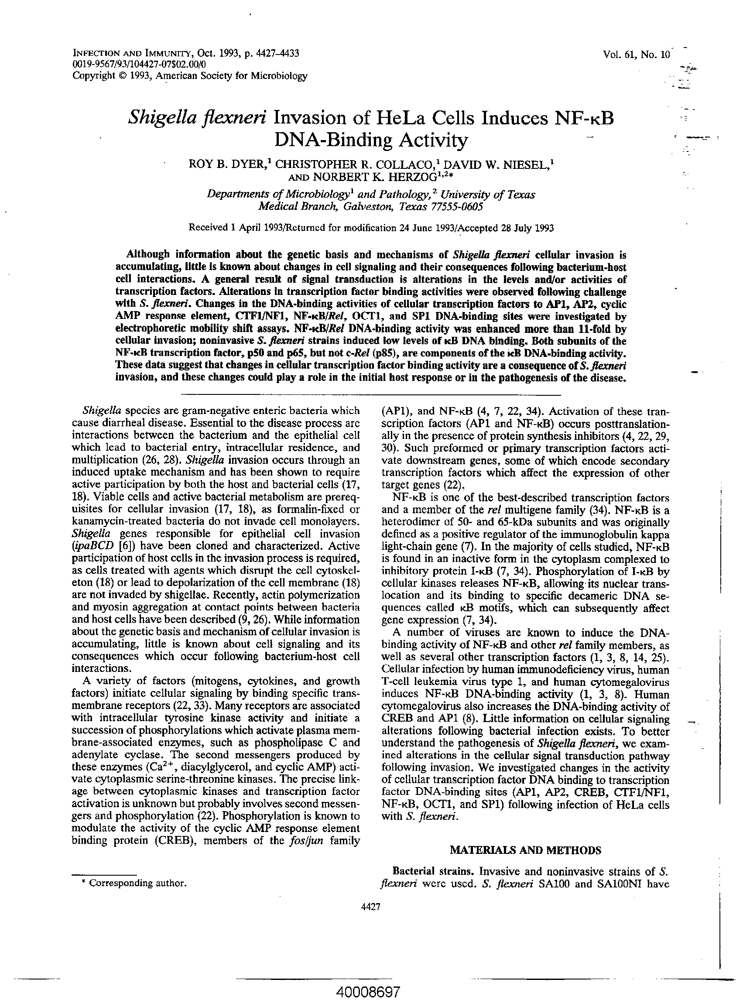 INFECTION AND IMMUNITY, Oct. 1993, p. 4427-4433
0019-9567/93/104427-07$02.00/0
Copyright © 1993, American Society for Microbiology
Vol. 61, No. 10
Shigella flexneri Invasion of HeLa Cells Induces NF-κB
DNA-Binding Activity
ROY B. DYER,¹ CHRISTOPHER R. COLLACO,¹ DAVID W. NIESEL,¹
AND NORBERT K. HERZOG¹,²*
Departments of Microbiology¹ and Pathology,² University of Texas
Medical Branch, Galveston, Texas 77555-0605
Received 1 April 1993/Returned for modification 24 June 1993/Accepted 28 July 1993
Although information about the genetic basis and mechanisms of Shigella flexneri cellular invasion is
accumulating, little is known about changes in cell signaling and their consequences following bacterium-host
cell interactions. A general result of signal transduction is alterations in the levels and/or activities of
transcription factors. Alterations in transcription factor binding activities were observed following challenge
with S. flexneri. Changes in the DNA-binding activities of cellular transcription factors to AP1, AP2, cyclic
AMP response element, CTF1/NF1, NF-κB/Rel, OCT1, and SP1 DNA-binding sites were investigated by
electrophoretic mobility shift assays. NF-κB/Rel DNA-binding activity was enhanced more than 11-fold by
cellular invasion; noninvasive S. flexneri strains induced low levels of κB DNA binding. Both subunits of the
NF-κB transcription factor, p50 and p65, but not c-Rel (p85), are components of the κB DNA-binding activity.
These data suggest that changes in cellular transcription factor binding activity are a consequence of S. flexneri
invasion, and these changes could play a role in the initial host response or in the pathogenesis of the disease.
Shigella species are gram-negative enteric bacteria which
cause diarrheal disease. Essential to the disease process are
interactions between the bacterium and the epithelial cell
which lead to bacterial entry, intracellular residence, and
multiplication (26, 28). Shigella invasion occurs through an
induced uptake mechanism and has been shown to require
active participation by both the host and bacterial cells (17,
18). Viable cells and active bacterial metabolism are prereq-
uisites for cellular invasion (17, 18), as formalin-fixed or
kanamycin-treated bacteria do not invade cell monolayers.
Shigella genes responsible for epithelial cell invasion
(ipaBCD [6]) have been cloned and characterized. Active
participation of host cells in the invasion process is required,
as cells treated with agents which disrupt the cell cytoskel-
eton (18) or lead to depolarization of the cell membrane (18)
are not invaded by shigellae. Recently, actin polymerization
and myosin aggregation at contact points between bacteria
and host cells have been described (9, 26). While information
about the genetic basis and mechanism of cellular invasion is
accumulating, little is known about cell signaling and its
consequences which occur following bacterium-host cell
interactions.
A variety of factors (mitogens, cytokines, and growth
factors) initiate cellular signaling by binding specific trans-
membrane receptors (22, 33). Many receptors are associated
with intracellular tyrosine kinase activity and initiate a
succession of phosphorylations which activate plasma mem-
brane-associated enzymes, such as phospholipase C and
adenylate cyclase. The second messengers produced by
these enzymes (Ca²⁺, diacylglycerol, and cyclic AMP) acti-
vate cytoplasmic serine-threonine kinases. The precise link-
age between cytoplasmic kinases and transcription factor
activation is unknown but probably involves second messen-
gers and phosphorylation (22). Phosphorylation is known to
modulate the activity of the cyclic AMP response element
binding protein (CREB), members of the fos/jun family
* Corresponding author.
(AP1), and NF-κB (4, 7, 22, 34). Activation of these tran-
scription factors (AP1 and NF-κB) occurs posttranslation-
ally in the presence of protein synthesis inhibitors (4, 22, 29,
30). Such preformed or primary transcription factors acti-
vate downstream genes, some of which encode secondary
transcription factors which affect the expression of other
target genes (22).
NF-κB is one of the best-described transcription factors
and a member of the rel multigene family (34). NF-κB is a
heterodimer of 50- and 65-kDa subunits and was originally
defined as a positive regulator of the immunoglobulin kappa
light-chain gene (7). In the majority of cells studied, NF-κB
is found in an inactive form in the cytoplasm complexed to
inhibitory protein I-κB (7, 34). Phosphorylation of I-κB by
cellular kinases releases NF-κB, allowing its nuclear trans-
location and its binding to specific decameric DNA se-
quences called κB motifs, which can subsequently affect
gene expression (7, 34).
A number of viruses are known to induce the DNA-
binding activity of NF-κB and other rel family members, as
well as several other transcription factors (1, 3, 8, 14, 25).
Cellular infection by human immunodeficiency virus, human
T-cell leukemia virus type 1, and human cytomegalovirus
induces NF-κB DNA-binding activity (1, 3, 8). Human
cytomegalovirus also increases the DNA-binding activity of
CREB and AP1 (8). Little information on cellular signaling
alterations following bacterial infection exists. To better
understand the pathogenesis of Shigella flexneri, we exam-
ined alterations in the cellular signal transduction pathway
following invasion. We investigated changes in the activity
of cellular transcription factor DNA binding to transcription
factor DNA-binding sites (AP1, AP2, CREB, CTF1/NF1,
NF-κB, OCT1, and SP1) following infection of HeLa cells
with S. flexneri.
MATERIALS AND METHODS
Bacterial strains. Invasive and noninvasive strains of S.
flexneri were used. S. flexneri SA100 and SA100NI have
4427
40008697